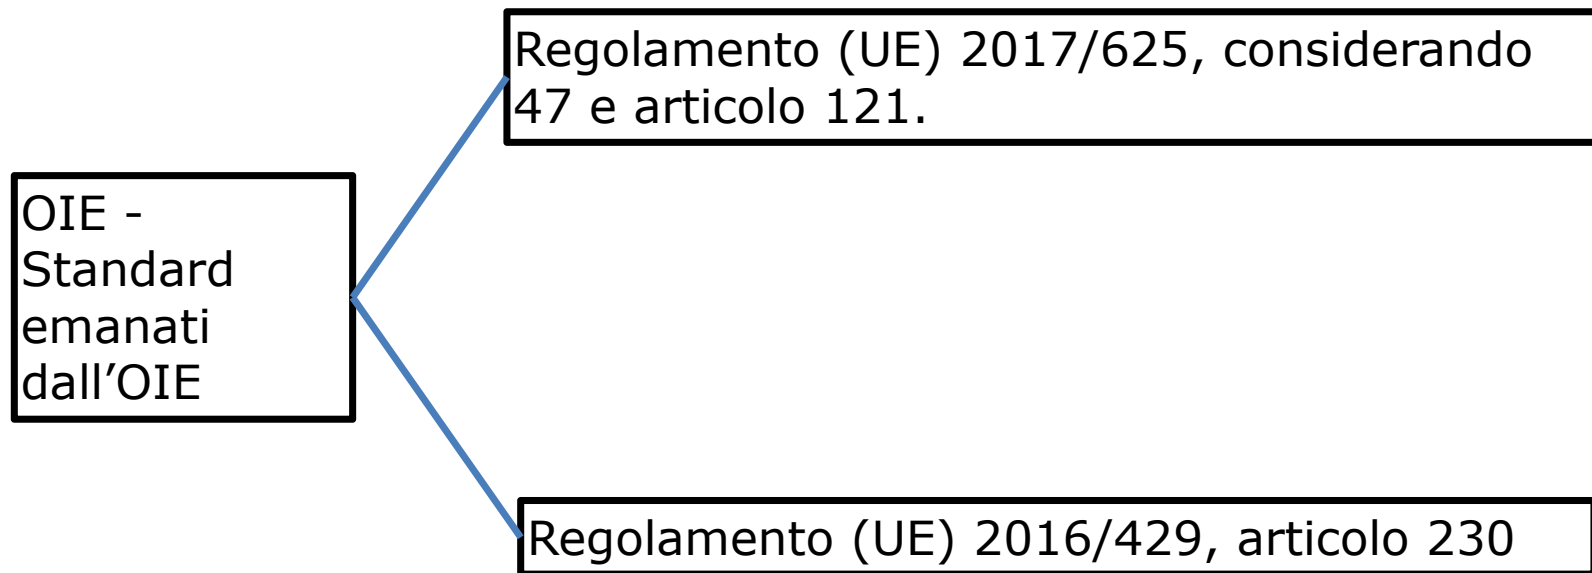 Regolamento (UE) 2017/625, considerando
47 e articolo 121.
OIE -
Standard
emanati
dall’OIE
Regolamento (UE) 2016/429, articolo 230